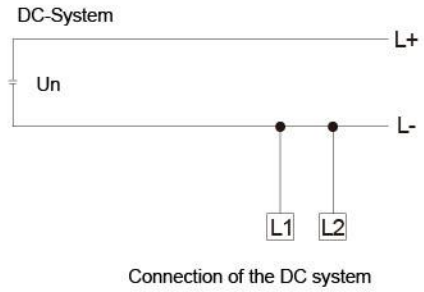 DC-System
L+
Un
L-
L1 L2
Connection of the DC system